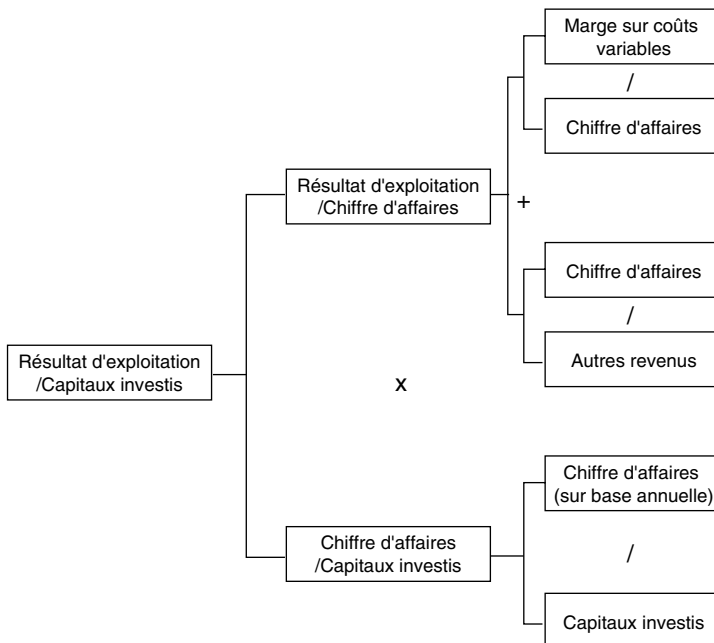 Marge sur coûts
variables
/
Chiffre d'affaires
Résultat d'exploitation
/Chiffre d'affaires
+
Chiffre d'affaires
/
Autres revenus
Résultat d'exploitation
/Capitaux investis
x
Chiffre d'affaires
(sur base annuelle)
Chiffre d'affaires
/Capitaux investis
/
Capitaux investis